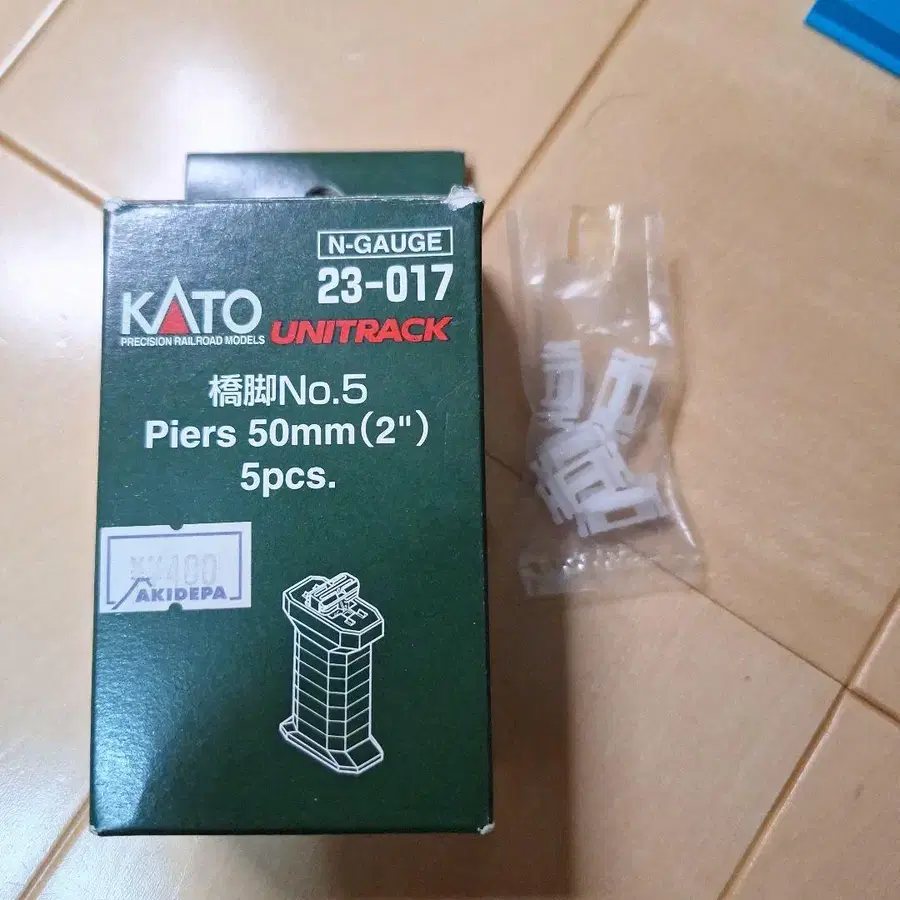 N-GAUGE
23-017
KATO
PRECISION RAILROAD MODELS
UNITRACK
橋脚No.5
Piers 50mm(2")
5pcs.
AKIDEPA